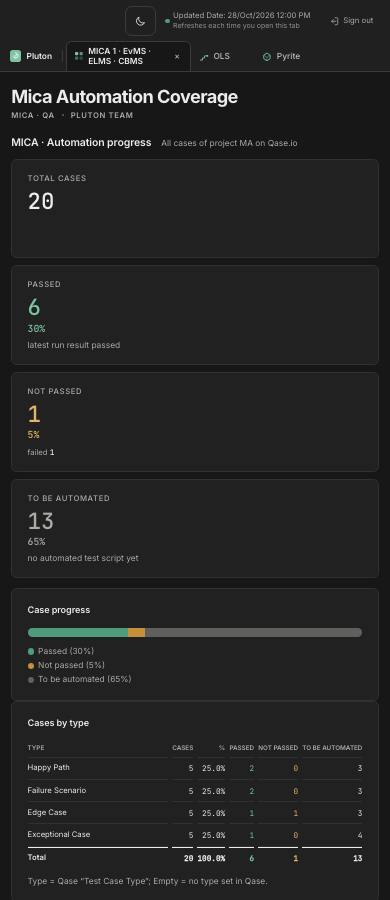 Updated Date: 28/Oct/2026 12:00 PM
Refreshes each time you open this tab
Sign out
Pluton
MICA 1 · EvMS ·
ELMS · CBMS
×
OLS
Pyrite
Mica Automation Coverage
MICA · QA · PLUTON TEAM
MICA · Automation progress All cases of project MA on Qase.io
TOTAL CASES
20
PASSED
6
30%
latest run result passed
NOT PASSED
1
5%
failed 1
TO BE AUTOMATED
13
65%
no automated test script yet
Case progress
Passed (30%)
Not passed (5%)
To be automated (65%)
Cases by type
TYPE CASES % PASSED NOT PASSED TO BE AUTOMATED
Happy Path 5 25.0% 2 0 3
Failure Scenario 5 25.0% 2 0 3
Edge Case 5 25.0% 1 1 3
Exceptional Case 5 25.0% 1 0 4
Total 20 100.0% 6 1 13
Type = Qase "Test Case Type"; Empty = no type set in Qase.